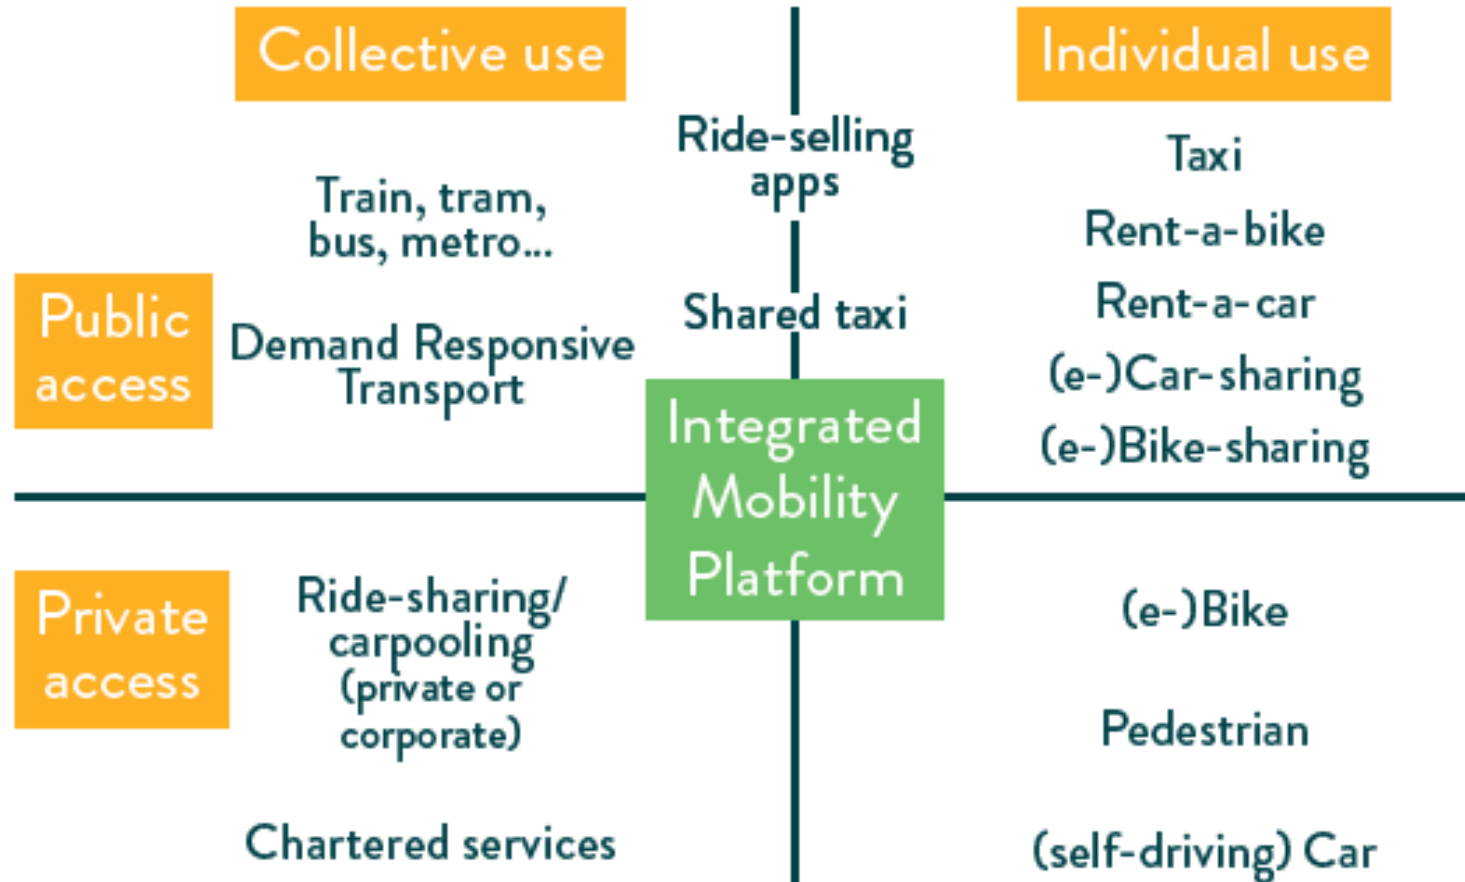 Collective use
Individual use
Ride-selling
apps
Taxi
Train, tram,
bus, metro...
Rent-a-bike
Public
access
Shared taxi
Rent-a-car
Demand Responsive
Transport
(e-)Car-sharing
(e-)Bike-sharing
Integrated
Mobility
Platform
Private
access
Ride-sharing/
carpooling
(private or
corporate)
(e-)Bike
Pedestrian
Chartered services
(self-driving) Car